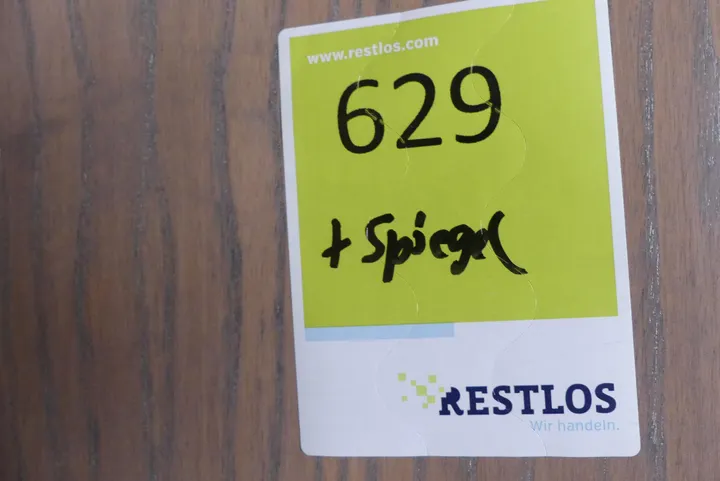 www.restlos.com
629
+ Spiegel
RESTLOS
Wir handeln.